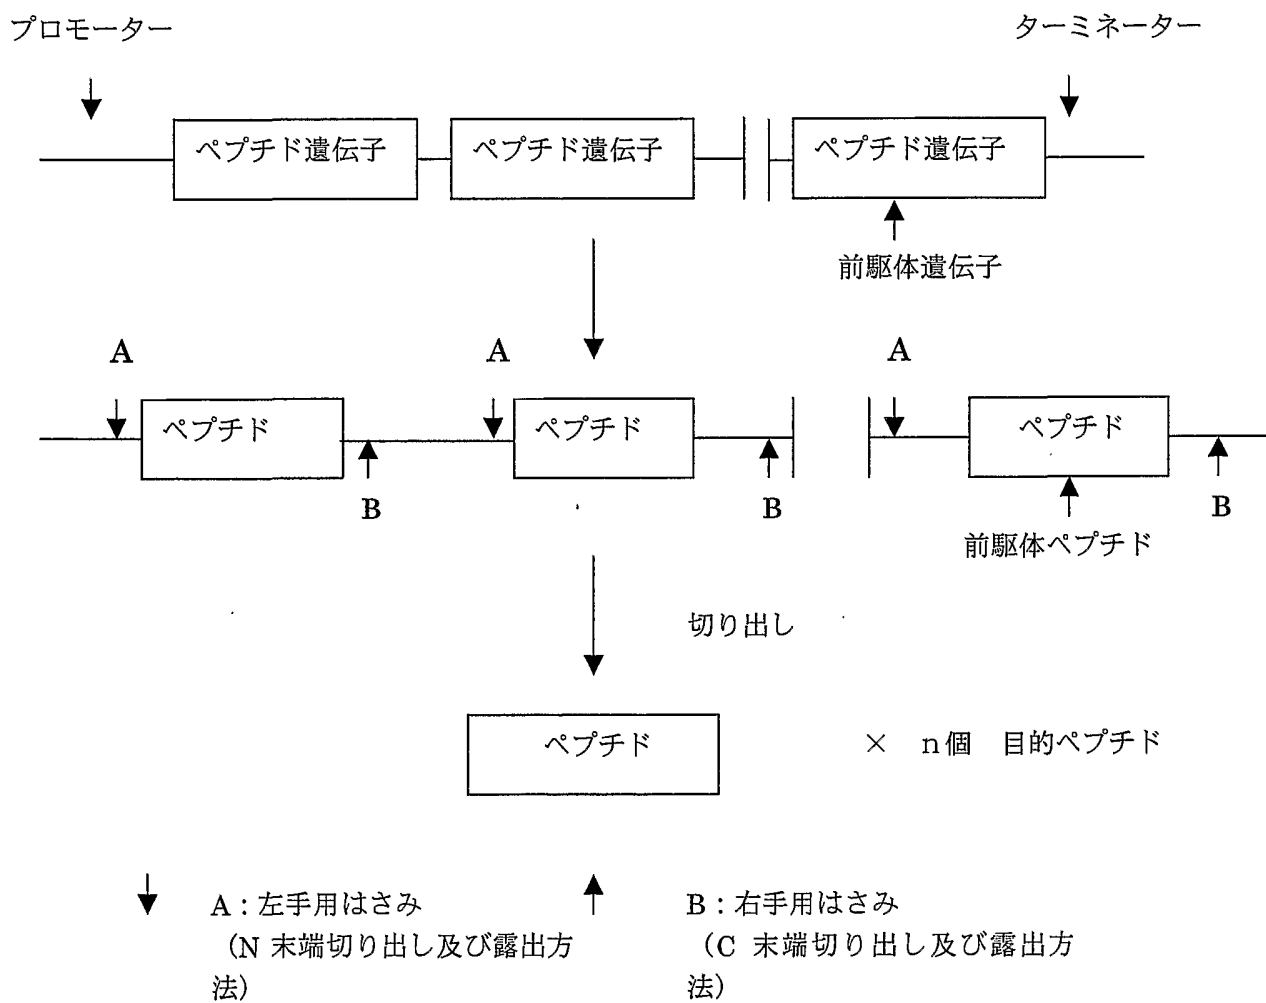 プロモーター
ターミネーター
ペプチド遺伝子
ペプチド遺伝子
ペプチド遺伝子
前駆体遺伝子
A
A
A
ペプチド
ペプチド
ペプチド
B
B
B
前駆体ペプチド
切り出し
ペプチド
× n個 目的ペプチド
A:左手用はさみ
(N 末端切り出し及び露出方
法)
B:右手用はさみ
(C 末端切り出し及び露出方
法)